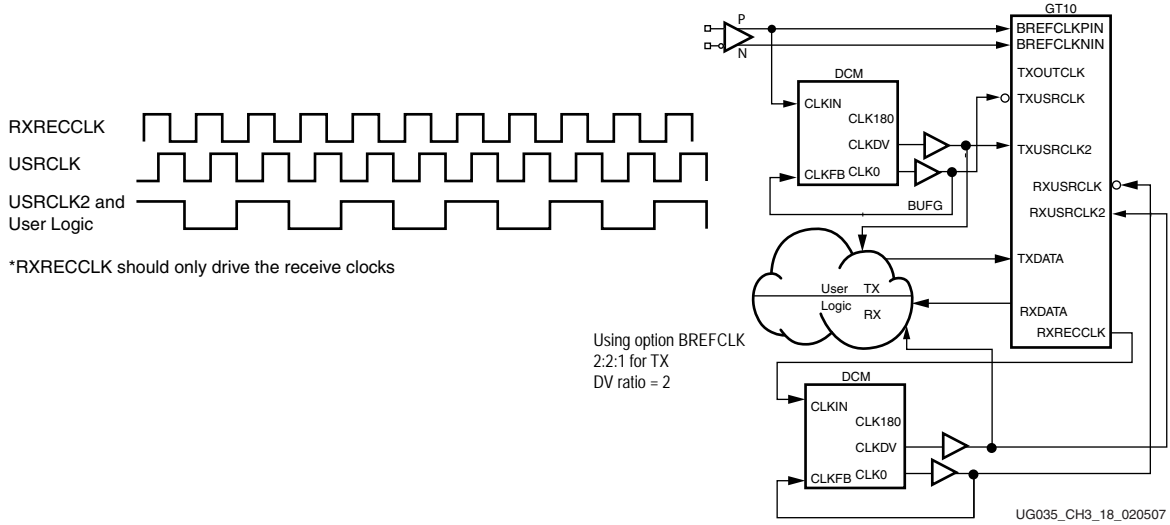 RXRECCLK
USRCLK
USRCLK2 and
User Logic
*RXRECCLK should only drive the receive clocks
P
N
GT10
BREFCLKPIN
BREFCLKNIN
TXOUTCLK
TXUSRCLK
TXUSRCLK2
RXUSRCLK
RXUSRCLK2
TXDATA
RXDATA
RXRECCLK
DCM
CLKIN
CLK180
CLKDV
CLKFB CLK0
BUFG
User TX
Logic RX
Using option BREFCLK
2:2:1 for TX
DV ratio = 2
DCM
CLKIN
CLK180
CLKDV
CLKFB CLK0
UG035_CH3_18_020507